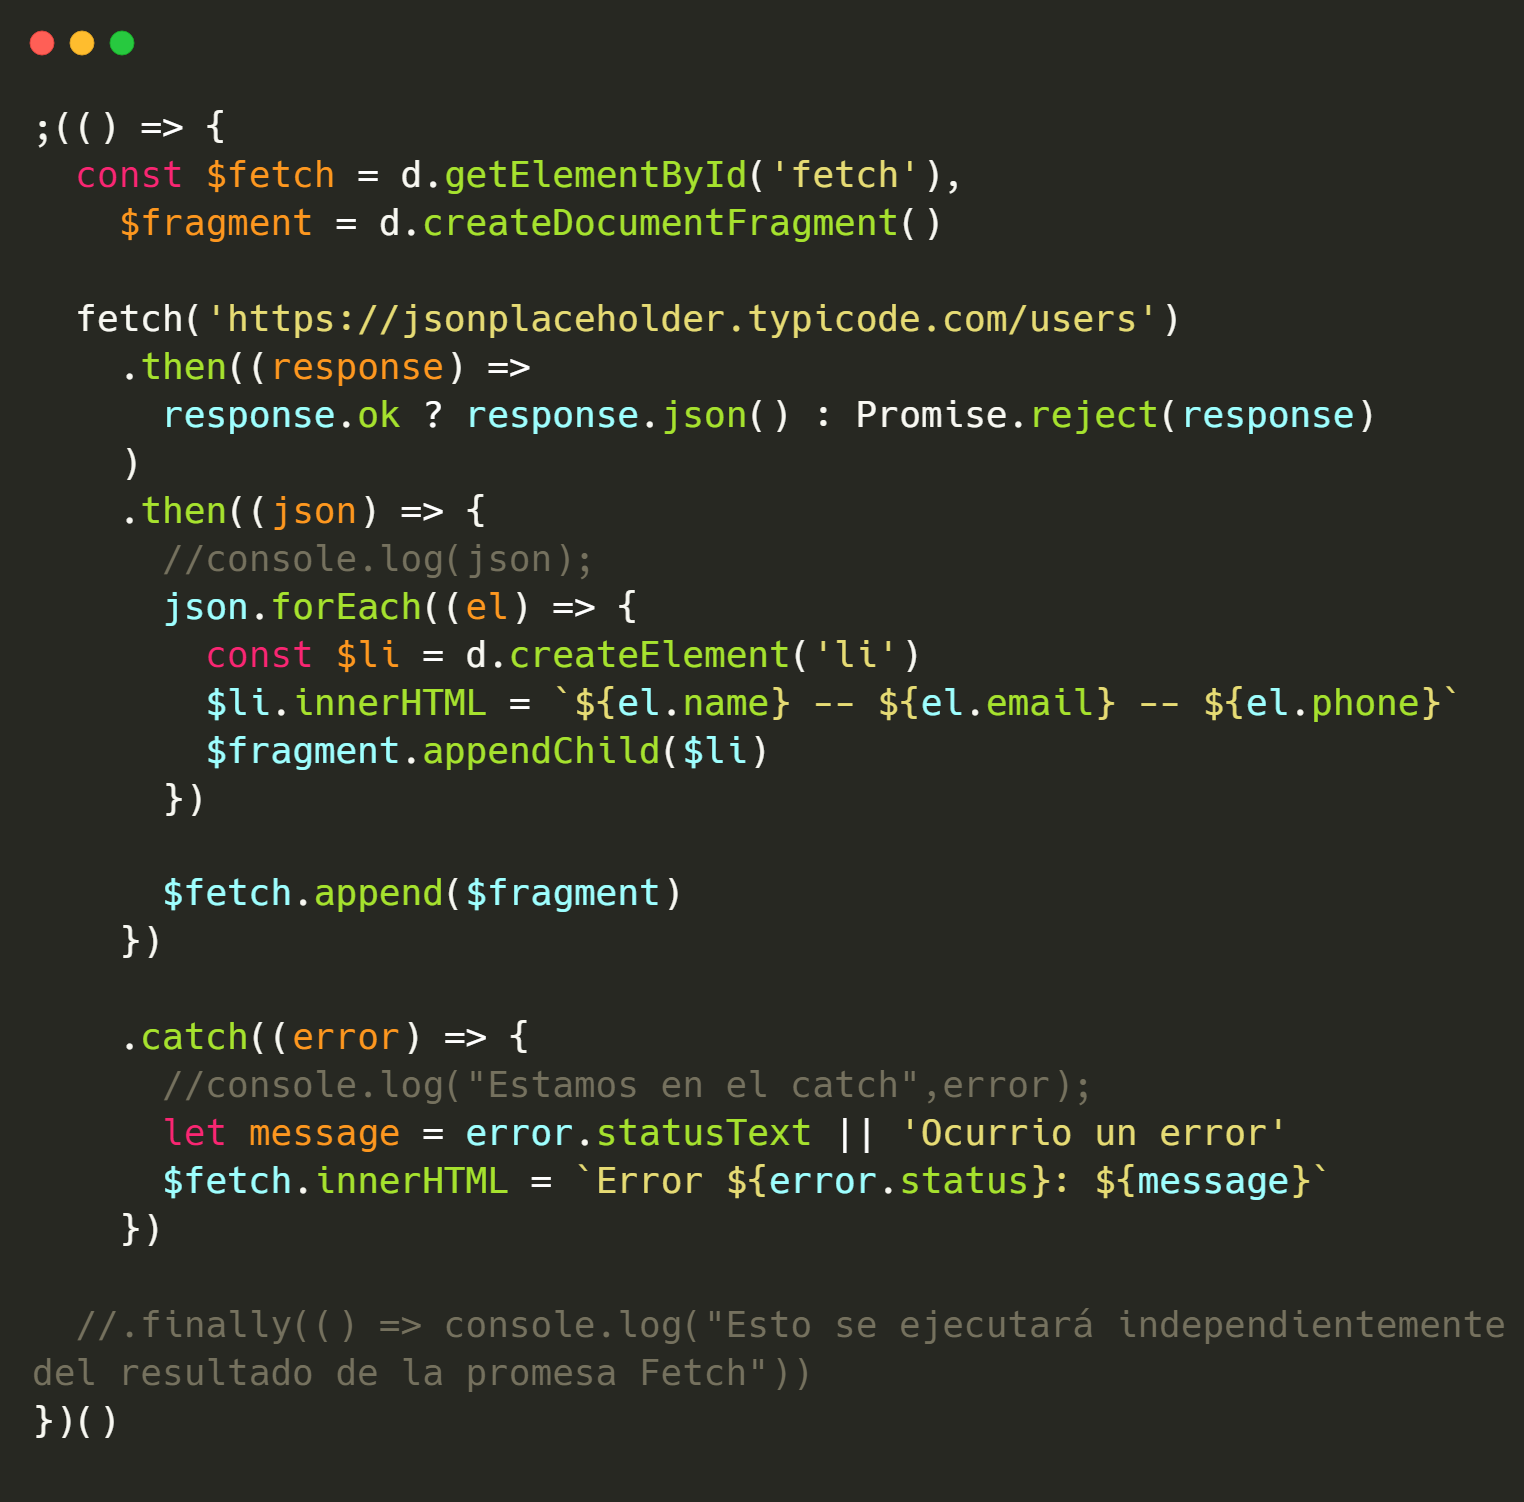 ;(() => {
  const $fetch = d.getElementById('fetch'),
    $fragment = d.createDocumentFragment()

  fetch('https://jsonplaceholder.typicode.com/users')
    .then((response) =>
      response.ok ? response.json() : Promise.reject(response)
    )
    .then((json) => {
      //console.log(json);
      json.forEach((el) => {
        const $li = d.createElement('li')
        $li.innerHTML = `${el.name} -- ${el.email} -- ${el.phone}`
        $fragment.appendChild($li)
      })

      $fetch.append($fragment)
    })

    .catch((error) => {
      //console.log("Estamos en el catch",error);
      let message = error.statusText || 'Ocurrio un error'
      $fetch.innerHTML = `Error ${error.status}: ${message}`
    })

  //.finally(() => console.log("Esto se ejecutará independientemente
del resultado de la promesa Fetch"))
})()